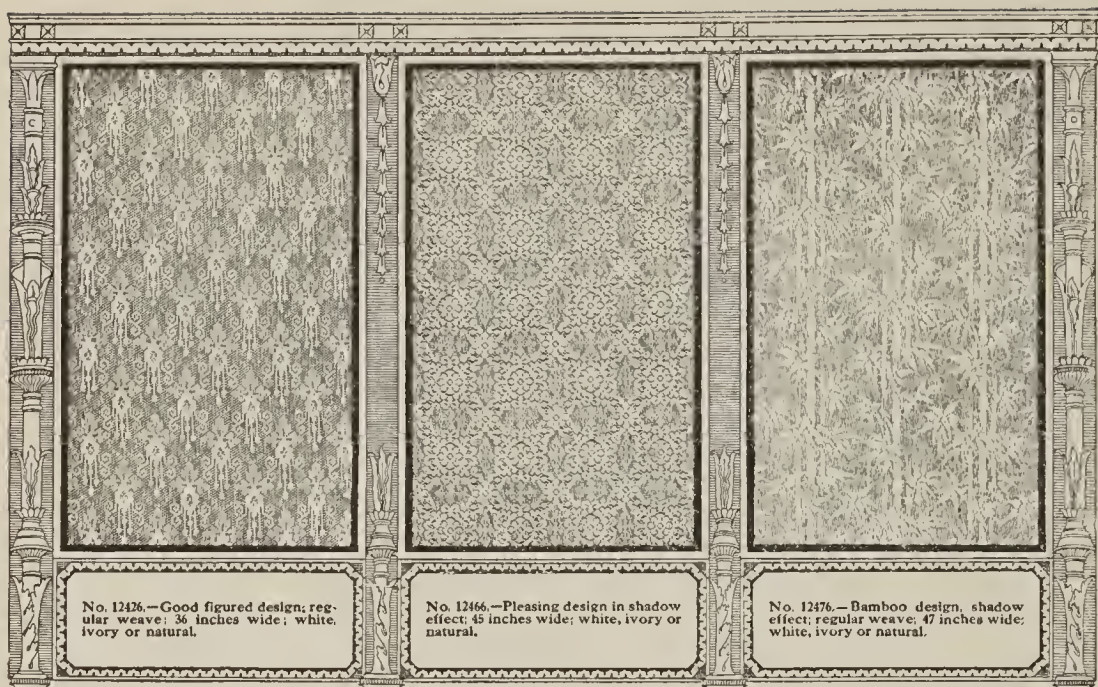 No. 12426.—Good figured design; reg-
ular weave; 36 inches wide; white,
ivory or natural.
No. 12466.—Pleasing design in shadow
effect; 45 inches wide; white, ivory or
natural.
No. 12476.—Bamboo design, shadow
effect; regular weave; 47 inches wide;
white, ivory or natural.